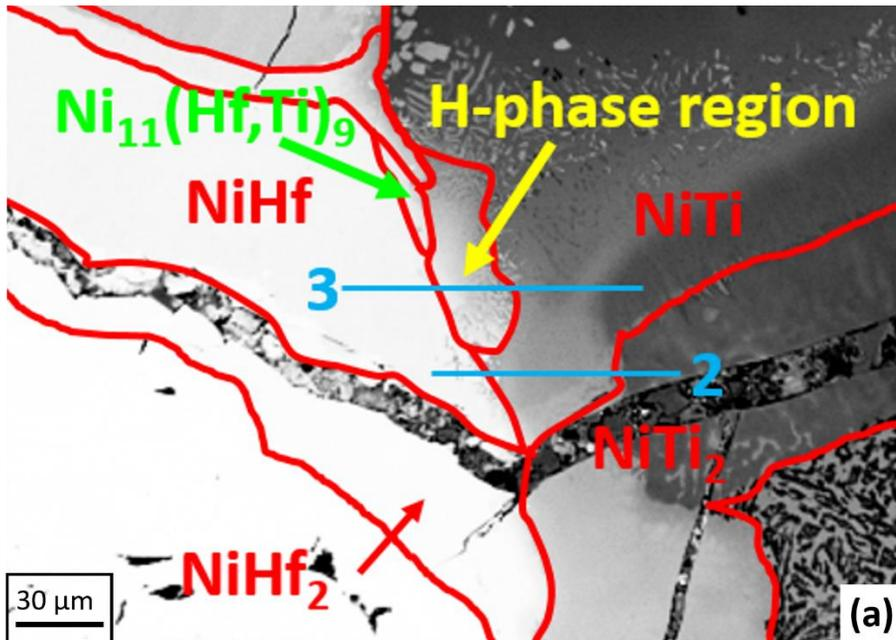 Ni₁₁(Hf,Ti)₉
H-phase region
NiHf
NiTi
3
2
NiTi₂
NiHf₂
30 μm
(a)